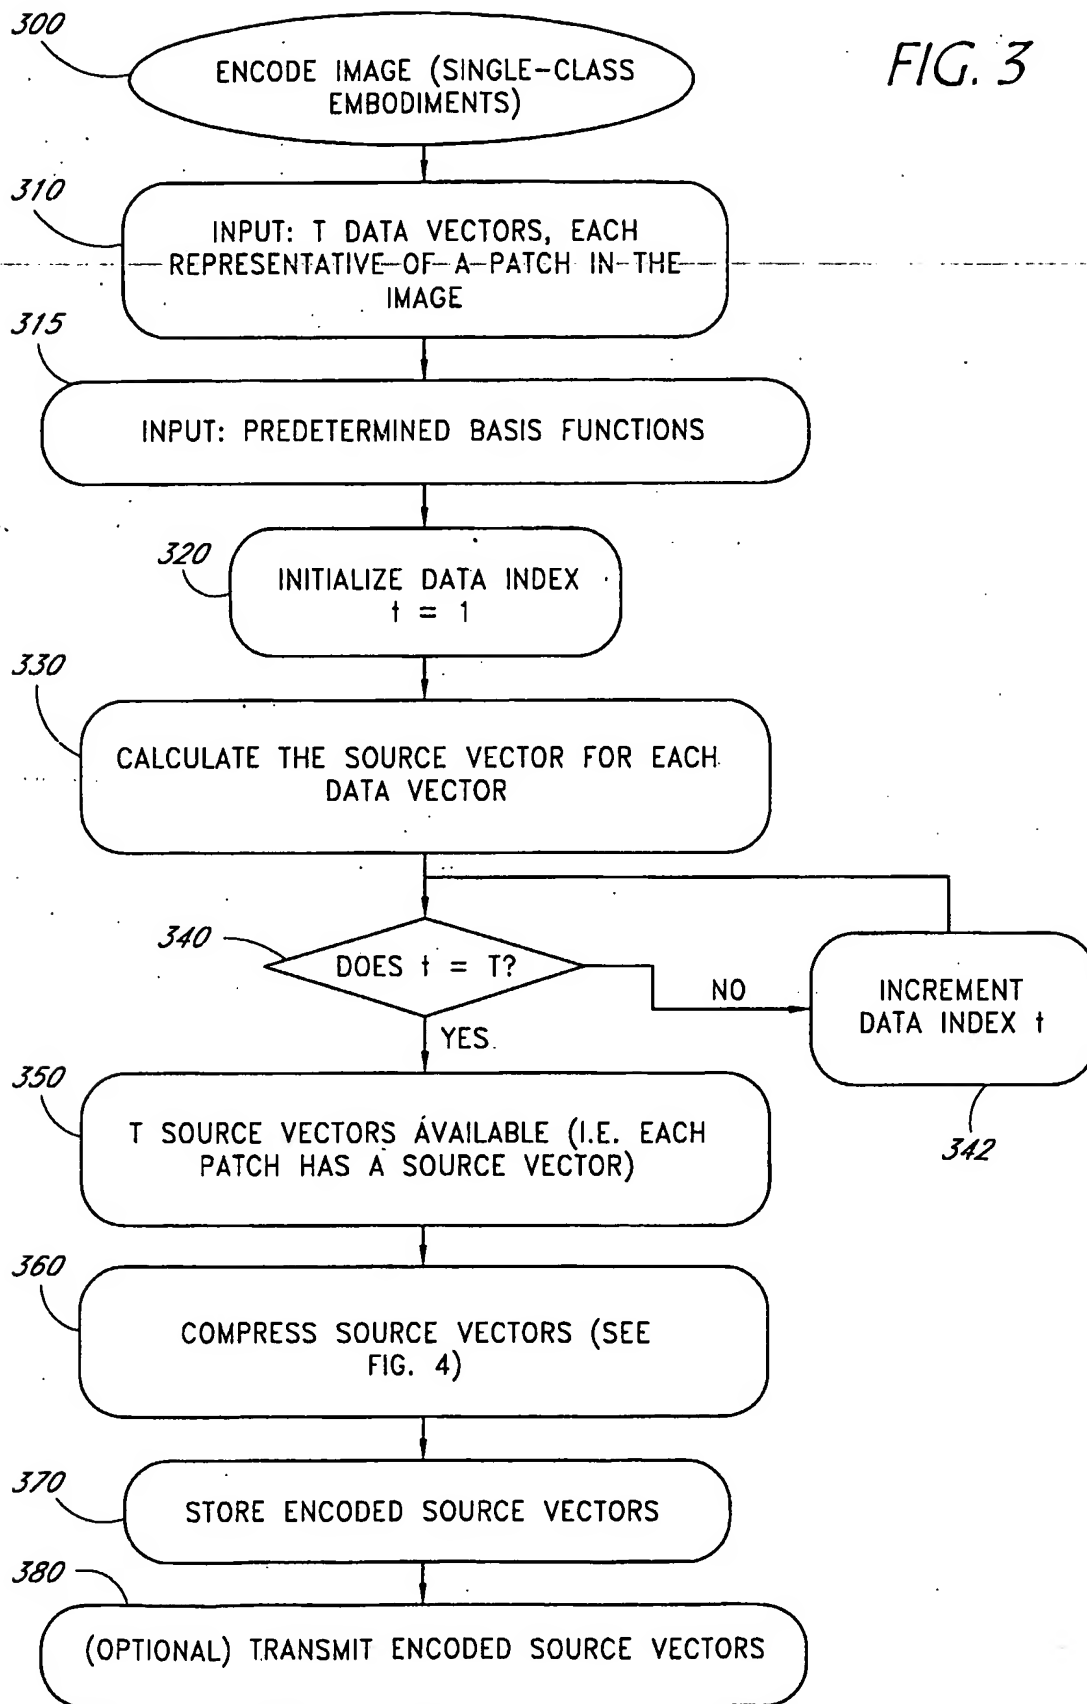 FIG. 3
300
ENCODE IMAGE (SINGLE-CLASS
EMBODIMENTS)
310
INPUT: T DATA VECTORS, EACH
REPRESENTATIVE OF A PATCH IN THE
IMAGE
315
INPUT: PREDETERMINED BASIS FUNCTIONS
320
INITIALIZE DATA INDEX
t = 1
330
CALCULATE THE SOURCE VECTOR FOR EACH
DATA VECTOR
340
DOES t = T?
NO
INCREMENT
DATA INDEX t
342
YES
350
T SOURCE VECTORS AVAILABLE (I.E. EACH
PATCH HAS A SOURCE VECTOR)
360
COMPRESS SOURCE VECTORS (SEE
FIG. 4)
370
STORE ENCODED SOURCE VECTORS
380
(OPTIONAL) TRANSMIT ENCODED SOURCE VECTORS